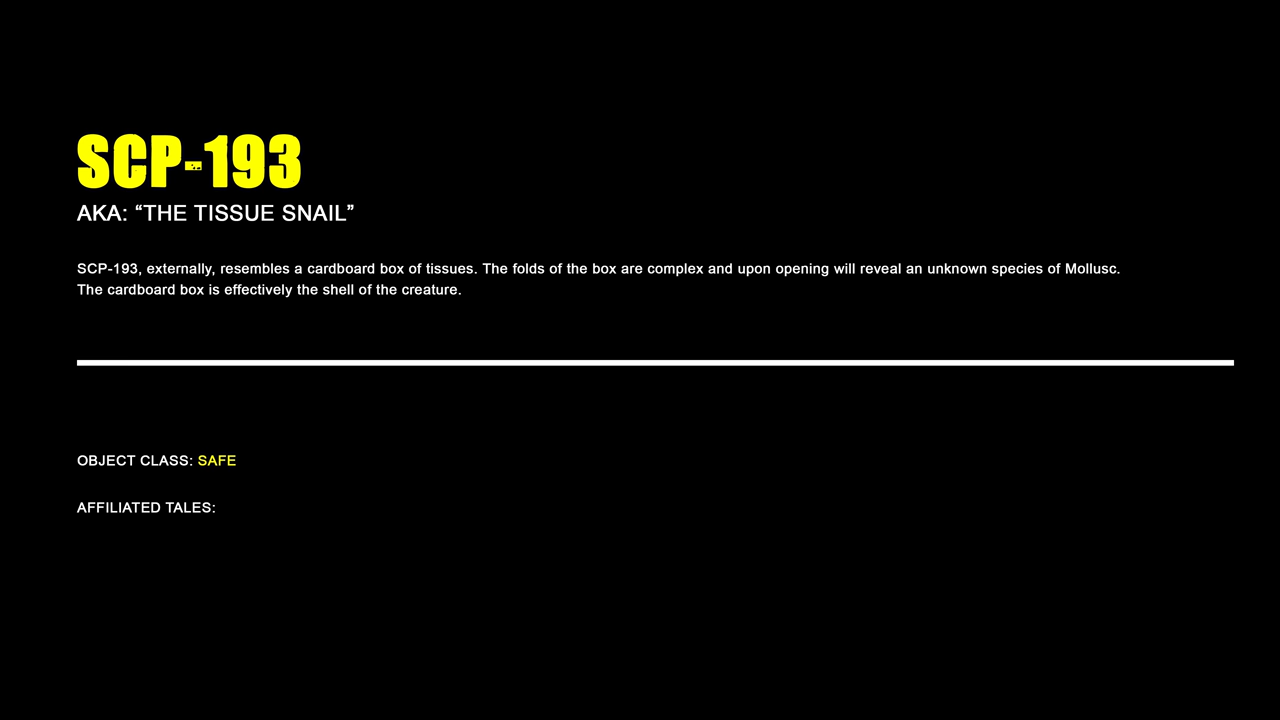 SCP-193
AKA: “THE TISSUE SNAIL”
SCP-193, externally, resembles a cardboard box of tissues. The folds of the box are complex and upon opening will reveal an unknown species of Mollusc.
The cardboard box is effectively the shell of the creature.
OBJECT CLASS: SAFE
AFFILIATED TALES: